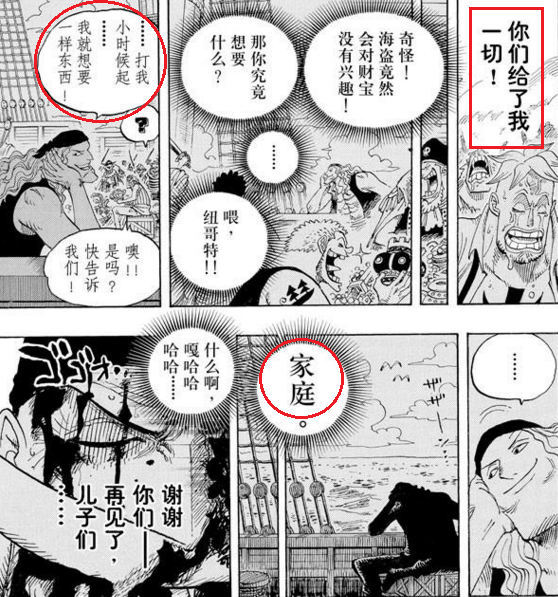 你们给了我
一切！
奇怪！
海盗竟然
会对财宝
没有兴趣！
那你究竟
想要
什么？
……
喂，
纽哥特!!
……打我
小时候起
……
我就想要
一样东西！
?
噢!!
是吗？
快告诉
我们！
……
家庭。
什么啊，
嘎哈哈
哈哈……
谢谢
你们——
再见了，
儿子们
……